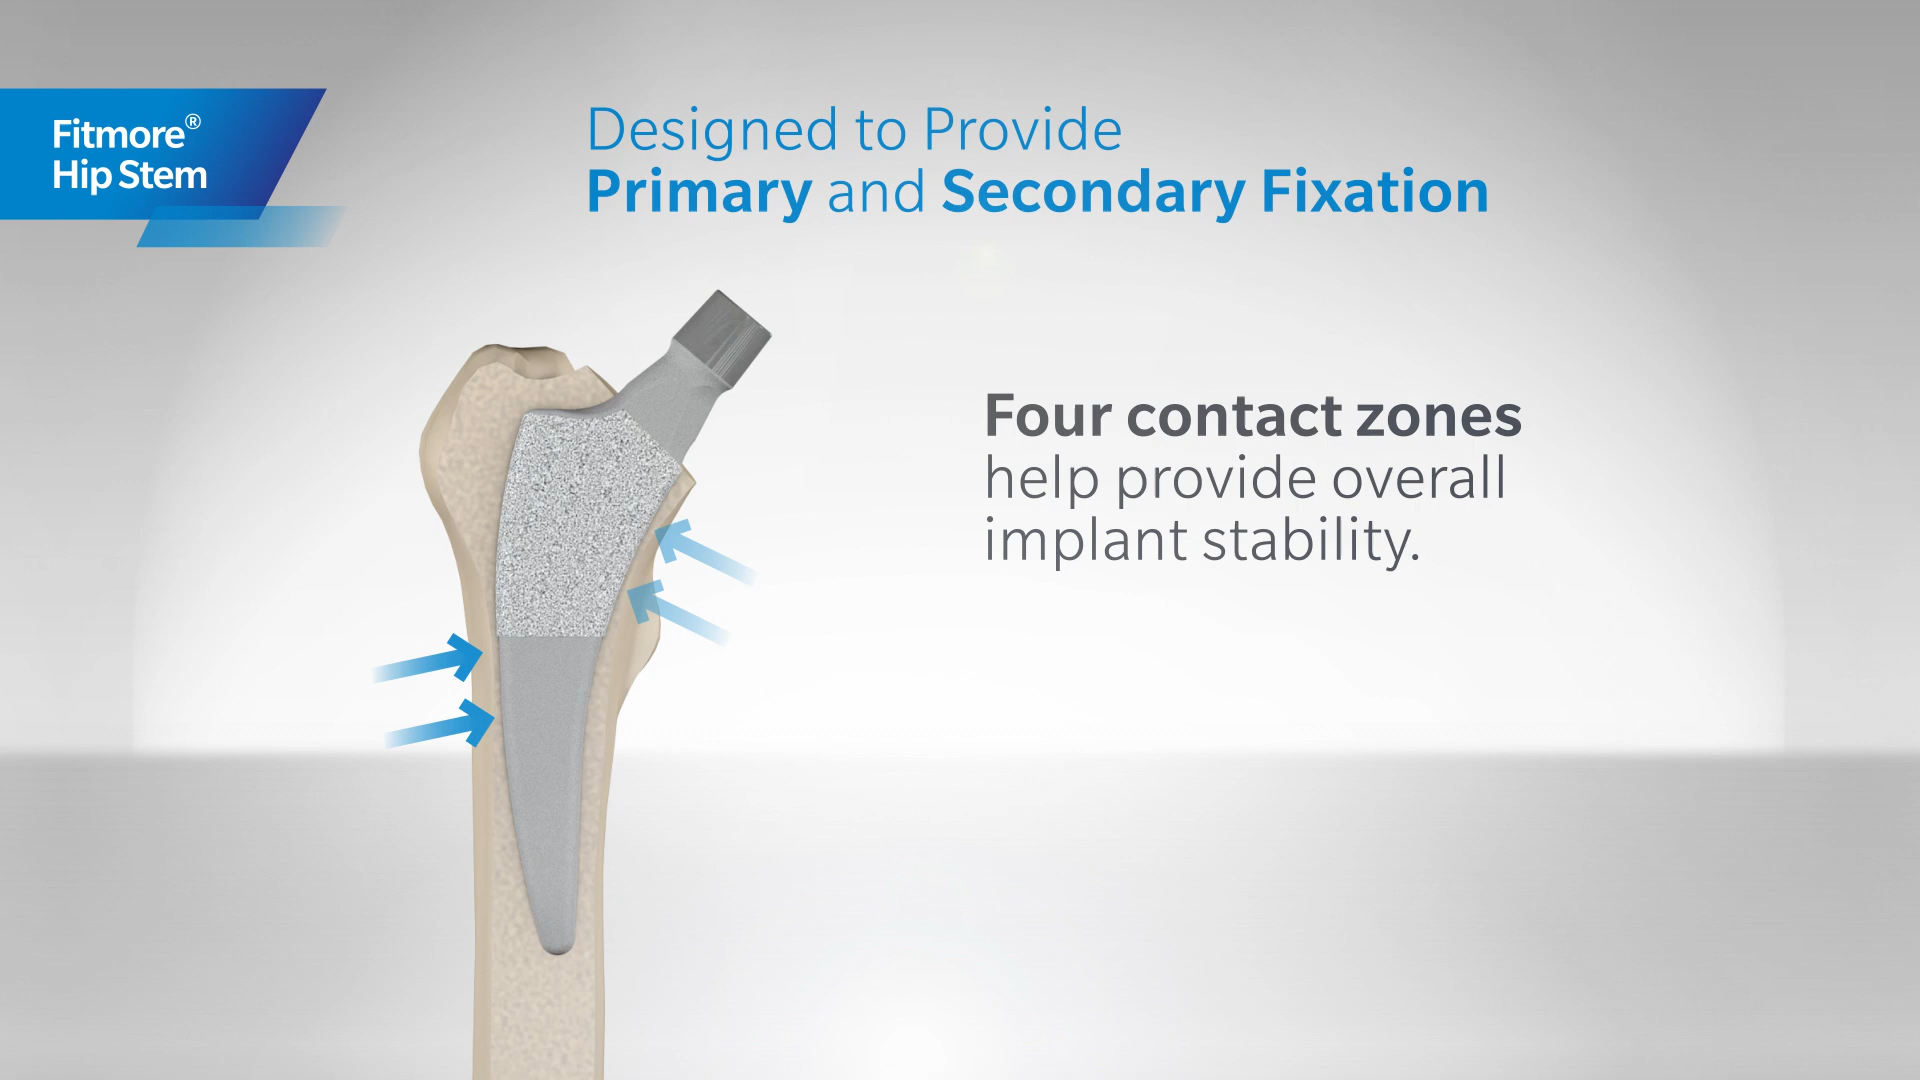 Fitmore®
Hip Stem
Designed to Provide
Primary and Secondary Fixation
Four contact zones
help provide overall
implant stability.